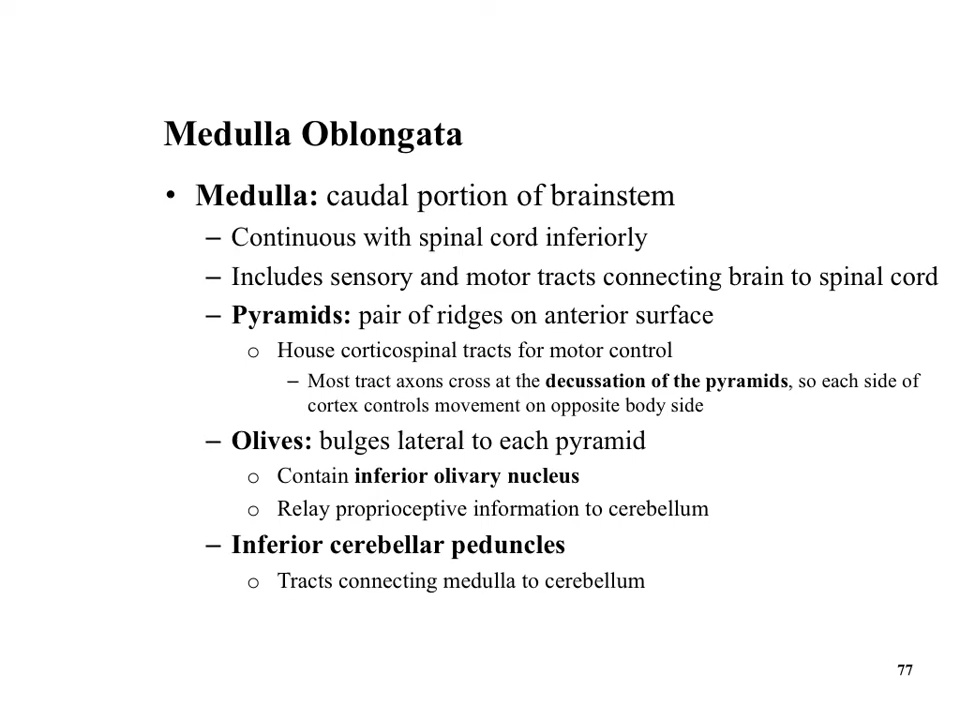 Medulla Oblongata
• Medulla: caudal portion of brainstem
– Continuous with spinal cord inferiorly
– Includes sensory and motor tracts connecting brain to spinal cord
– Pyramids: pair of ridges on anterior surface
o House corticospinal tracts for motor control
– Most tract axons cross at the decussation of the pyramids, so each side of
cortex controls movement on opposite body side
– Olives: bulges lateral to each pyramid
o Contain inferior olivary nucleus
o Relay proprioceptive information to cerebellum
– Inferior cerebellar peduncles
o Tracts connecting medulla to cerebellum
77